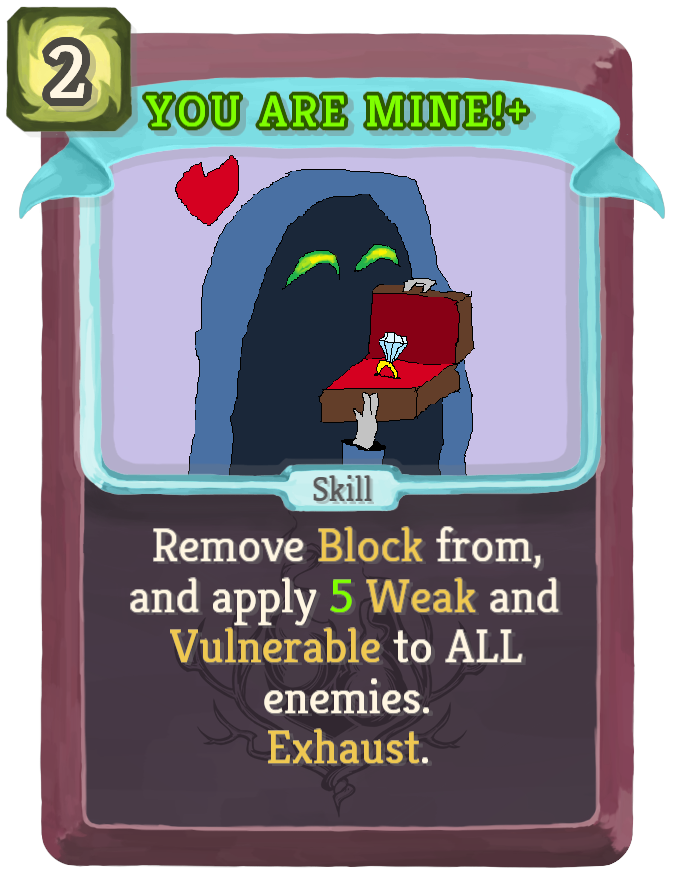 2
YOU ARE MINE!+
Skill
Remove Block from,
and apply 5 Weak and
Vulnerable to ALL
enemies.
Exhaust.